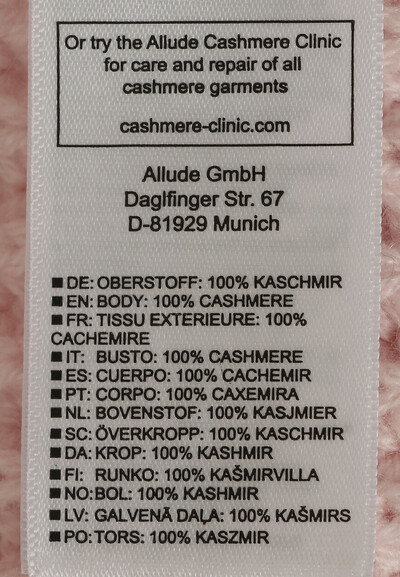 Or try the Allude Cashmere Clinic
for care and repair of all
cashmere garments
cashmere-clinic.com
Allude GmbH
Daglfinger Str. 67
D-81929 Munich
■ DE: OBERSTOFF: 100% KASCHMIR
■ EN: BODY: 100% CASHMERE
■ FR: TISSU EXTERIEURE: 100%
CACHEMIRE
■ IT: BUSTO: 100% CASHMERE
■ ES: CUERPO: 100% CACHEMIR
■ PT: CORPO: 100% CAXEMIRA
■ NL: BOVENSTOF: 100% KASJMIER
■ SC: ÖVERKROPP: 100% KASCHMIR
■ DA: KROP: 100% KASHMIR
■ FI: RUNKO: 100% KAŠMIRVILLA
■ NO: BOL: 100% KASHMIR
■ LV: GALVENĀ DAĻA: 100% KAŠMIRS
■ PO: TORS: 100% KASZMIR